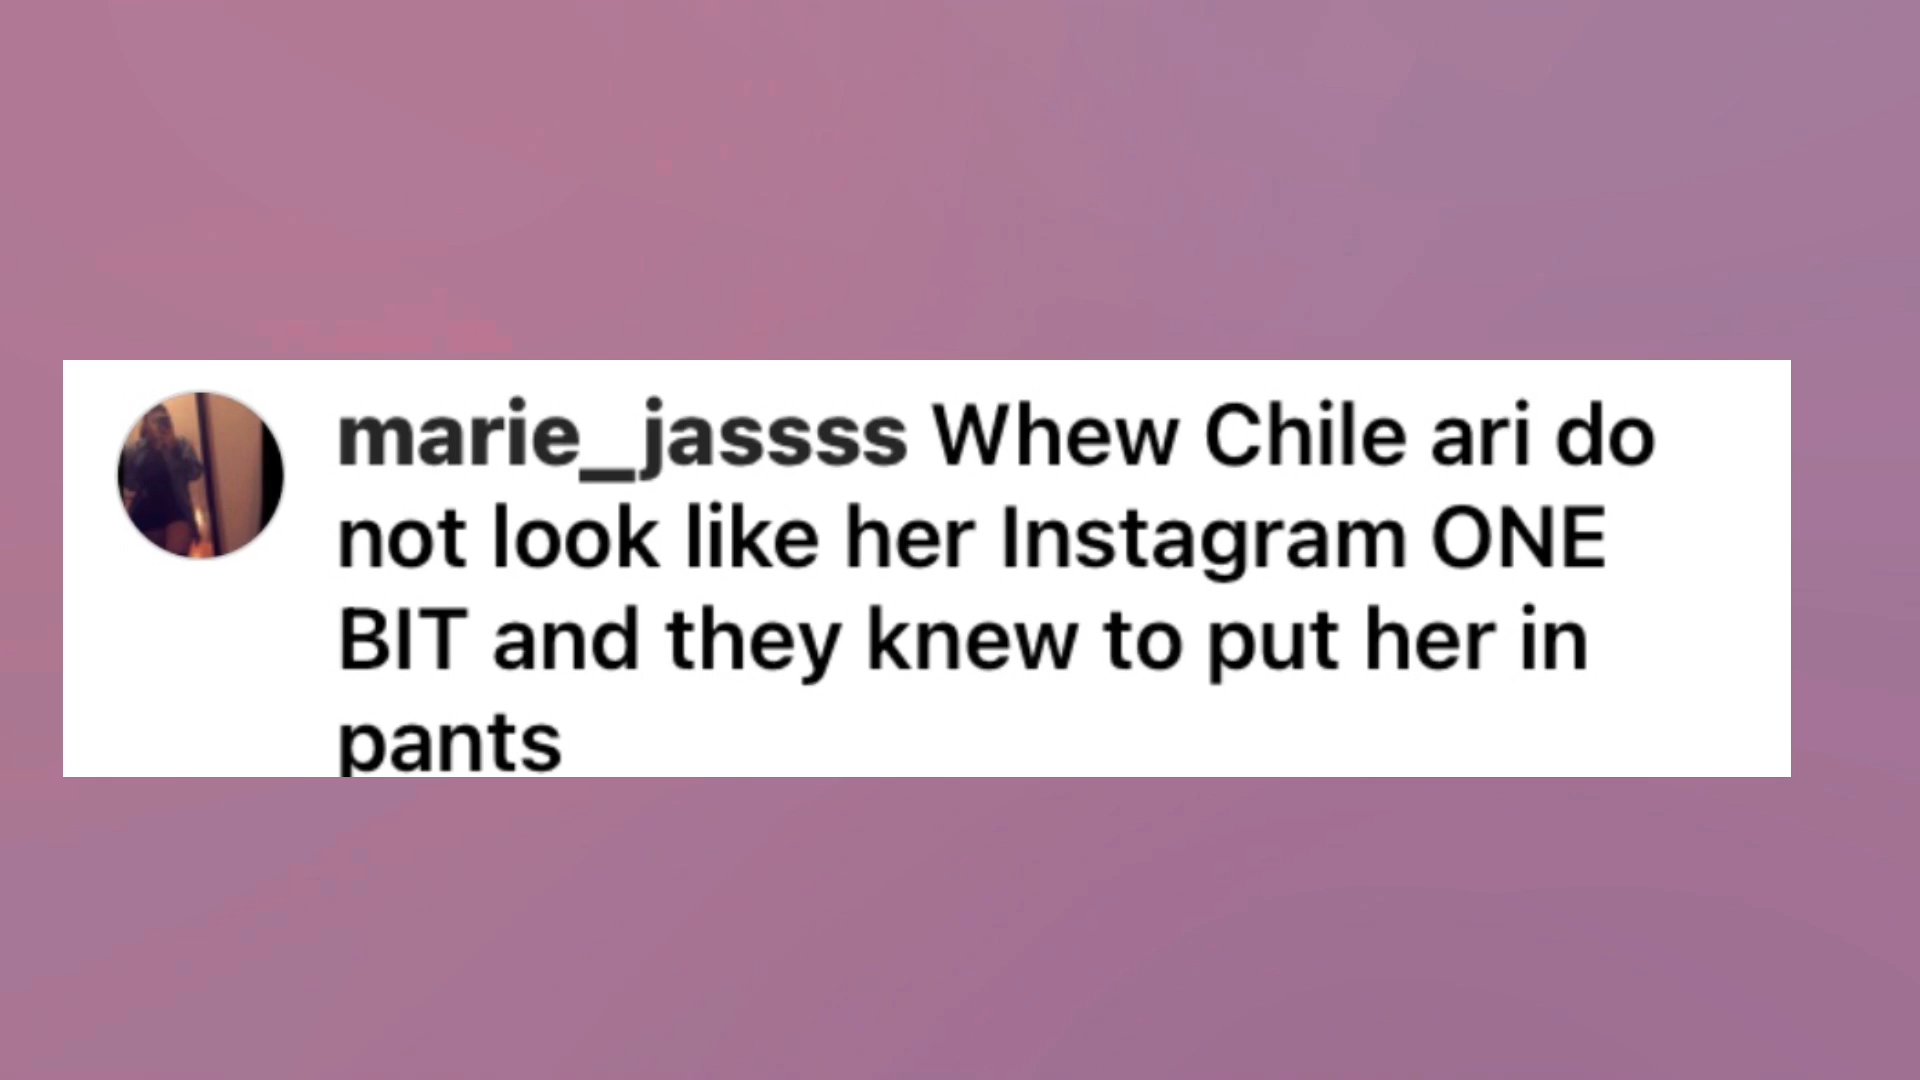 marie_jassss Whew Chile ari do
not look like her Instagram ONE
BIT and they knew to put her in
pants